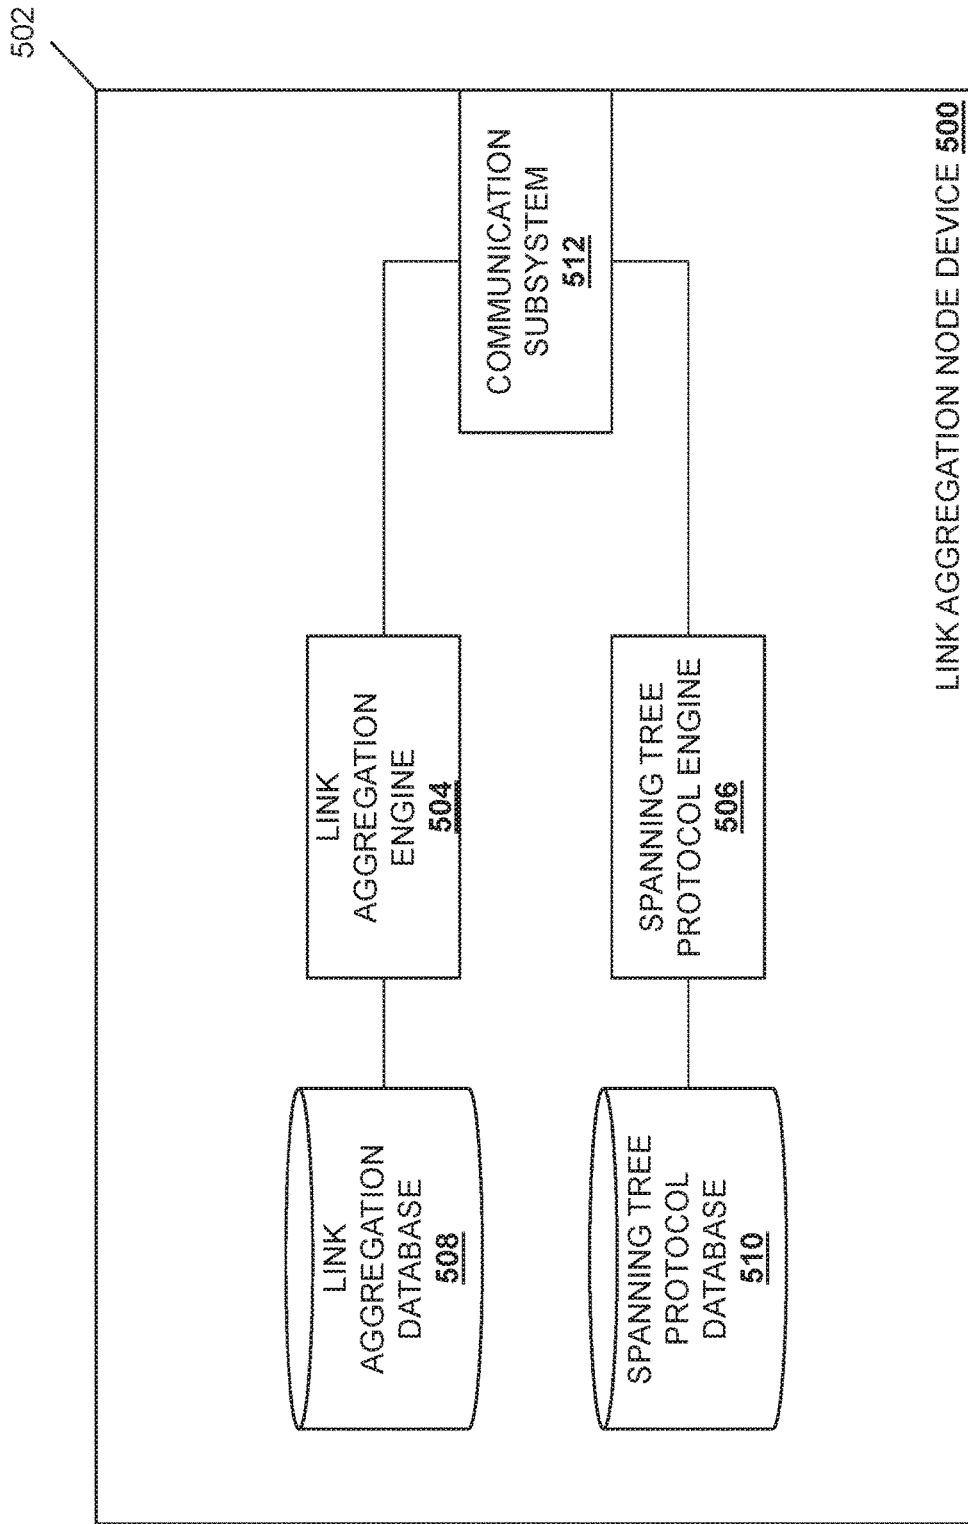 502
COMMUNICATION
SUBSYSTEM
512
LINK
AGGREGATION
ENGINE
504
SPANNING TREE
PROTOCOL ENGINE
506
LINK
AGGREGATION
DATABASE
508
SPANNING TREE
PROTOCOL
DATABASE
510
LINK AGGREGATION NODE DEVICE 500